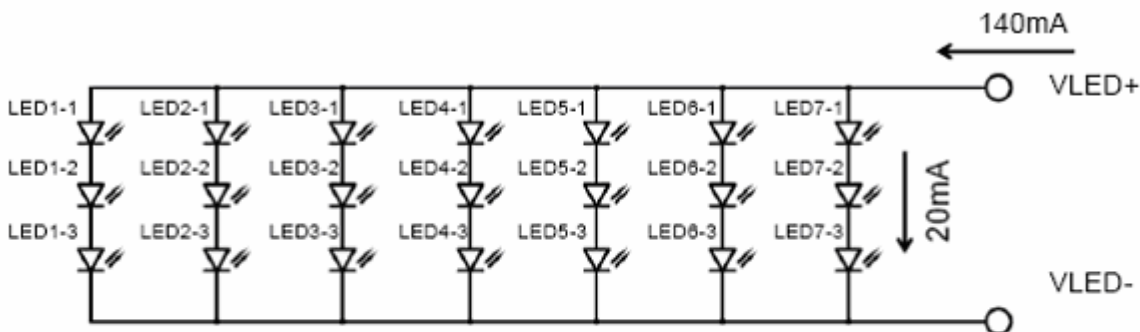 140mA
VLED+
LED1-1 LED2-1 LED3-1 LED4-1 LED5-1 LED6-1 LED7-1
LED1-2 LED2-2 LED3-2 LED4-2 LED5-2 LED6-2 LED7-2
20mA
LED1-3 LED2-3 LED3-3 LED4-3 LED5-3 LED6-3 LED7-3
VLED-